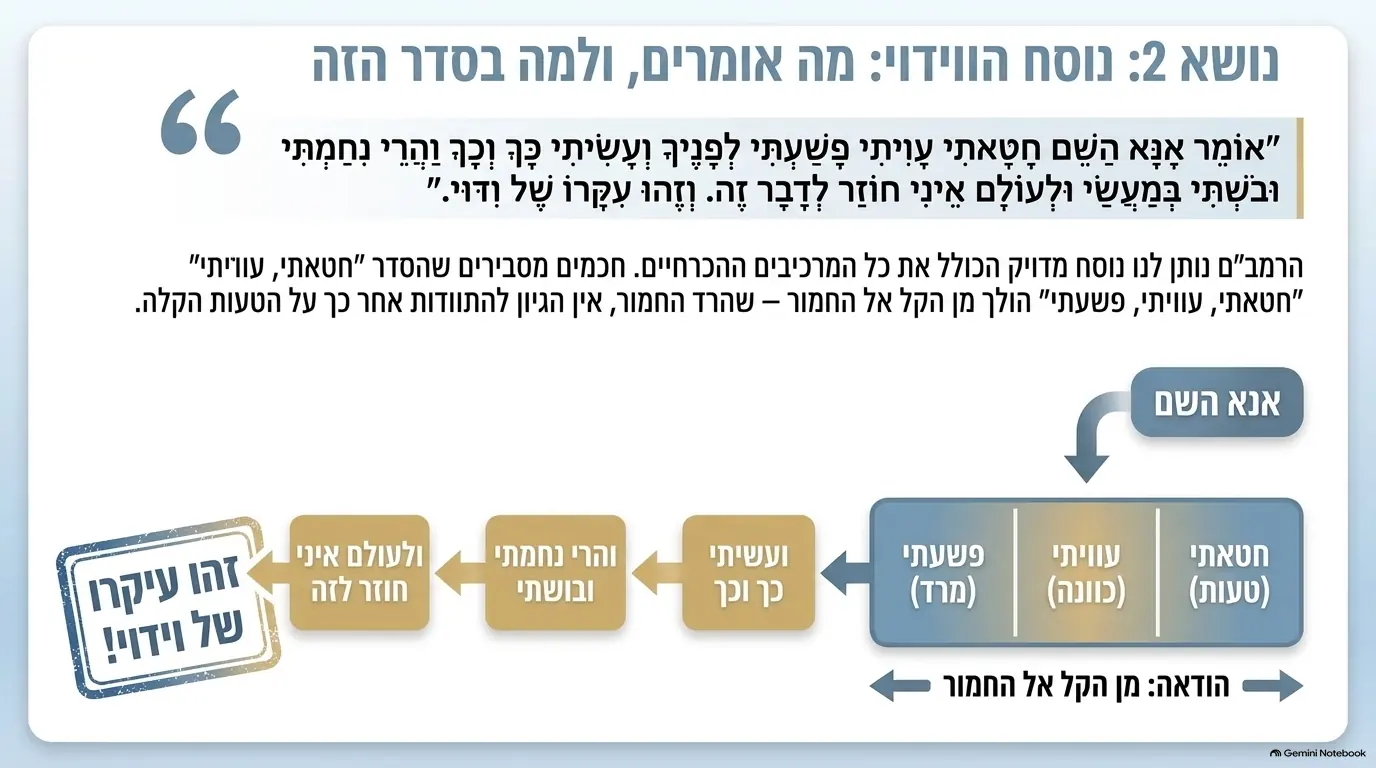 נושא 2: נוסח הווידוי: מה אומרים, ולמה בסדר הזה
"אוֹמֵר אָנָּא הַשֵּׁם חָטָאתִי עָוִיתִי פָּשַׁעְתִּי לְפָנֶיךָ וְעָשִׂיתִי כָּךְ וְכָךְ וַהֲרֵי נִחַמְתִּי
וּבֹשְׁתִּי בְּמַעֲשַׂי וּלְעוֹלָם אֵינִי חוֹזֵר לְדָבָר זֶה. וְזֶהוּ עִקָּרוֹ שֶׁל וִדּוּי."
הרמב"ם נותן לנו נוסח מדויק הכולל את כל המרכיבים ההכרחיים. חכמים מסבירים שהסדר "חטאתי, עוויתי"
"חטאתי, עוויתי, פשעתי" הולך מן הקל אל החמור – שהרד החמור, אין הגיון להתוודות אחר כך על הטעות הקלה.
אנא השם
חטאתי
(טעות)
עוויתי
(כוונה)
פשעתי
(מרד)
ועשיתי
כך וכך
והרי נחמתי
ובושתי
ולעולם איני
חוזר לזה
זהו עיקרו
של וידוי!
הודאה: מן הקל אל החמור
Gemini Notebook